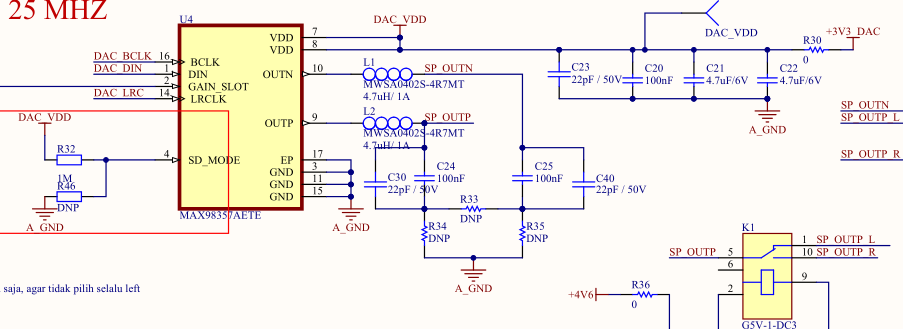 25 MHZ
U4
DAC_VDD
7
VDD
8
VDD
DAC_BCLK 16 BCLK
DAC_DIN 1 DIN
2 GAIN_SLOT
DAC_LRC 14 LRCLK
OUTN 10
L1
SP_OUTN
MWSA0402S-4R7MT
4.7uH/ 1A
OUTP 9
L2
SP_OUTP
MWSA0402S-4R7MT
4.7uH/ 1A
DAC_VDD
R32
1M
R46
DNP
A_GND
4 SD_MODE
EP 17
GND 3
GND 11
GND 15
MAX98357AETE
A_GND
C30
22pF / 50V
C24
100nF
C25
100nF
C40
22pF / 50V
R33
DNP
R34
DNP
R35
DNP
A_GND
DAC_VDD
+3V3_DAC
R30
0
C23
22pF / 50V
C20
100nF
C21
4.7uF/6V
C22
4.7uF/6V
A_GND
SP_OUTN
SP_OUTP_L
SP_OUTP_R
K1
SP_OUTP 5
1 SP_OUTP_L
10 SP_OUTP_R
6
9
2
G5V-1-DC3
+4V6
R36
0
saja, agar tidak pilih selalu left